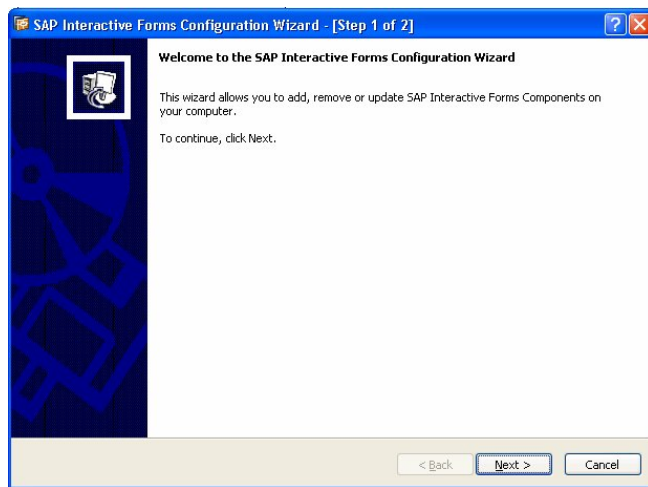 SAP Interactive Forms Configuration Wizard - [Step 1 of 2]
Welcome to the SAP Interactive Forms Configuration Wizard
This wizard allows you to add, remove or update SAP Interactive Forms Components on
your computer.
To continue, click Next.
< Back Next > Cancel